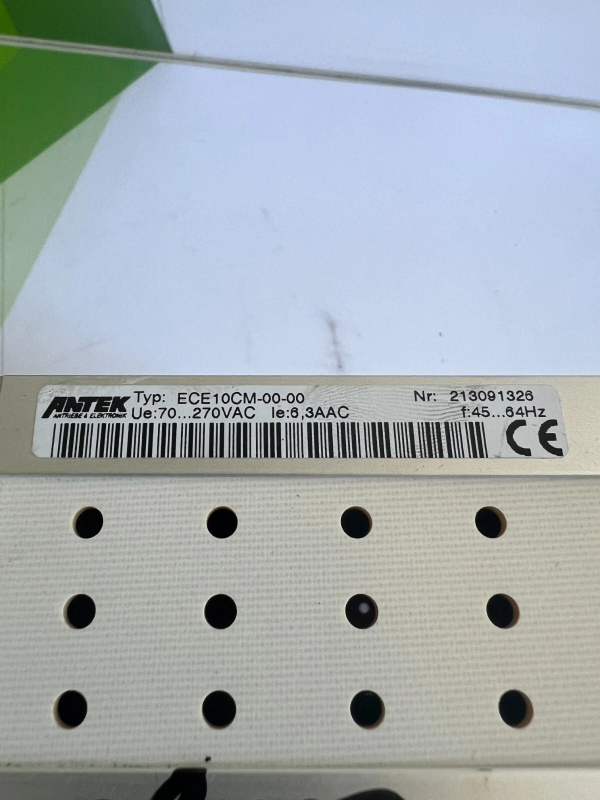 ANTEK Typ: ECE10CM-00-00 Nr: 213091326
ANTRIEBE & ELEKTRONIK Ue:70...270VAC Ie:6,3AAC f:45...64Hz
CE